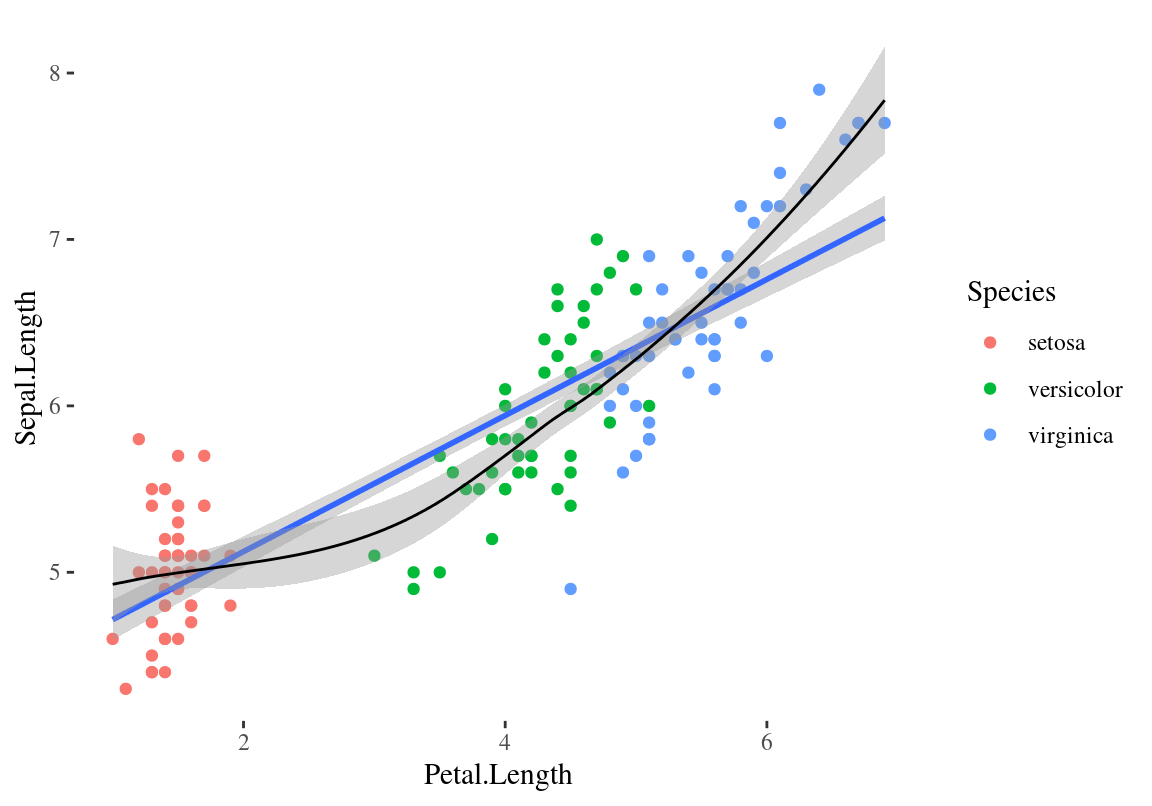 8
7
6
5
Sepal.Length
2 4 6
Petal.Length
Species
setosa
versicolor
virginica